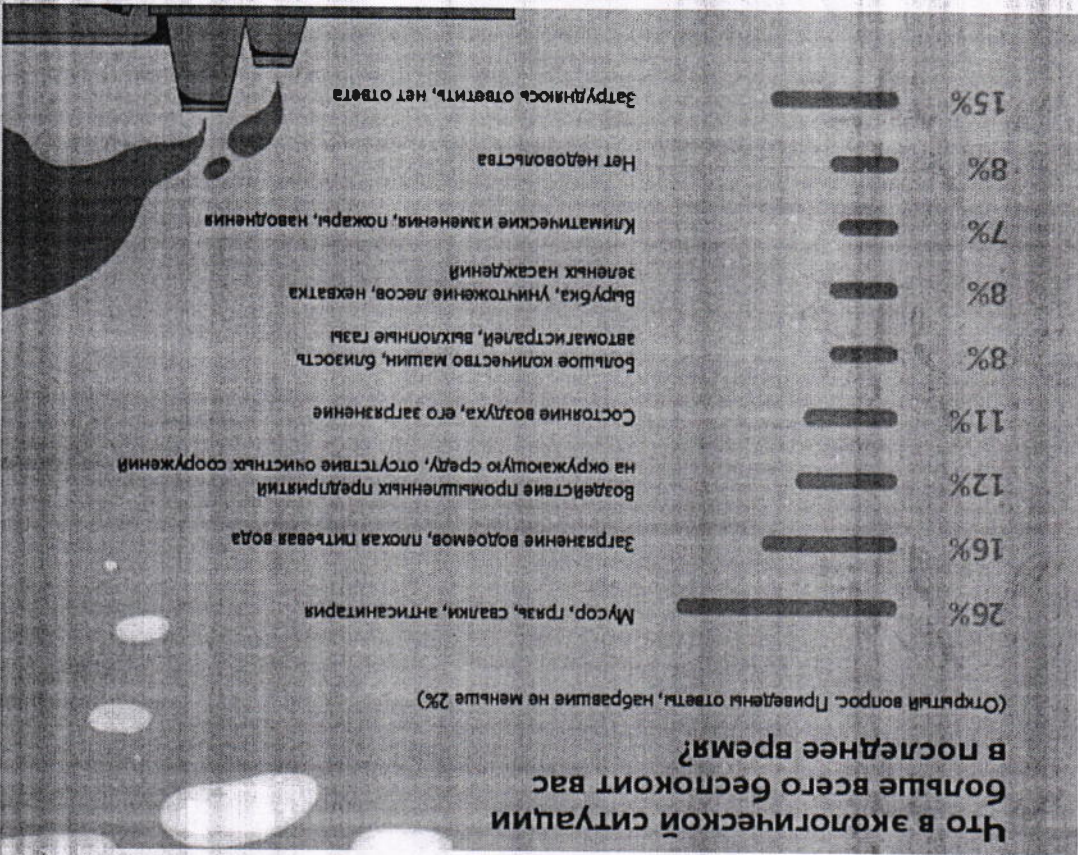 Что в экологической ситуации
больше всего беспокоит вас
в последнее время?
(Открытый вопрос. Приведены ответы, набравшие не меньше 2%)
26% Мусор, грязь, свалки, антисанитария
16% Загрязнение водоемов, плохая питьевая вода
12% Воздействие промышленных предприятий
на окружающую среду, отсутствие очистных сооружений
11% Состояние воздуха, его загрязнение
8% Большое количество машин, близость
автомагистралей, выхлопные газы
8% Вырубка, уничтожение лесов, нехватка
зеленых насаждений
7% Климатические изменения, пожары, наводнения
8% Нет недовольства
15% Затрудняюсь ответить, нет ответа